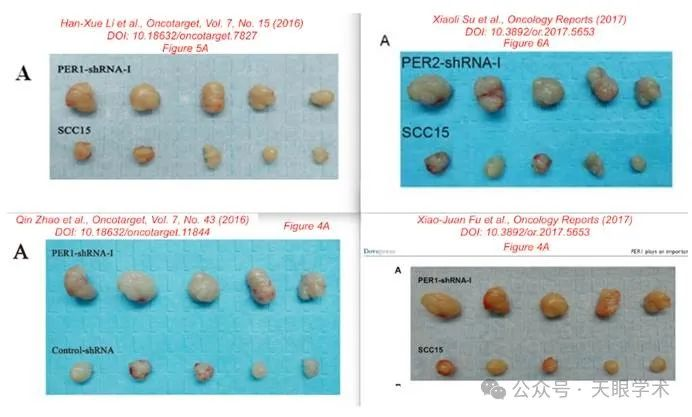 Han-Xue Li et al., Oncotarget, Vol. 7, No. 15 (2016)
DOI: 10.18632/oncotarget.7827
Figure 5A
A
PER1-shRNA-I
SCC15
Xiaoli Su et al., Oncology Reports (2017)
DOI: 10.3892/or.2017.5653
Figure 6A
A
PER2-shRNA-I
SCC15
Qin Zhao et al., Oncotarget, Vol. 7, No. 43 (2016)
DOI: 10.18632/oncotarget.11844
Figure 4A
A
PER1-shRNA-I
Control-shRNA
Xiao-Juan Fu et al., Oncology Reports (2017)
DOI: 10.3892/or.2017.5653
Figure 4A
Dovepress
PER1 plays an important
A
PER1-shRNA-I
SCC15
公众号 · 天眼学术